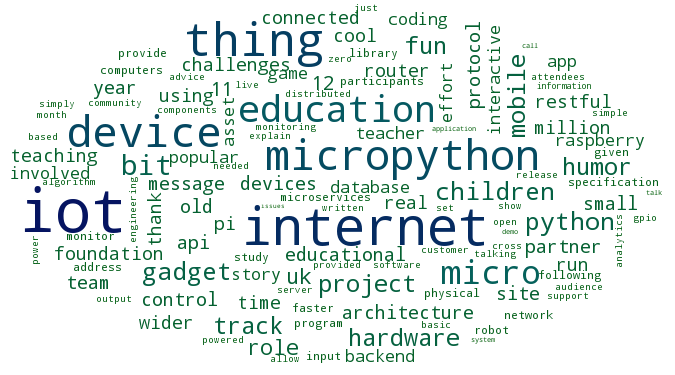 just
connected
coding
thing
cool
fun
zero
call
provide
challenges
library
protocol
interactive
computers
advice
game
router
effort
mobile
app
attendees
information
year
using
11
live
12
participants
restful
simply
community
components
distributed
asset
education
simple
month
device
monitoring
explain
teacher
application
million
based
needed
raspberry
teaching
bit
popular
micropython
humor
given
involved
release
specification
algorithm
message
devices
database
children
small
talk
iot
engineering
thank
old
microservices
real
issues
written
set
show
python
gpio
pi
internet
open
demo
analytics
power
monitor
api
cross
partner
foundation
study
educational
customer
talking
address
gadget
story
uk
provided
software
micro
run
following
team
project
physical
site
audience
support
output
control
time
server
faster
architecture
network
wider
track
program
basic
robot
hardware
powered
role
allow
input
backend
system